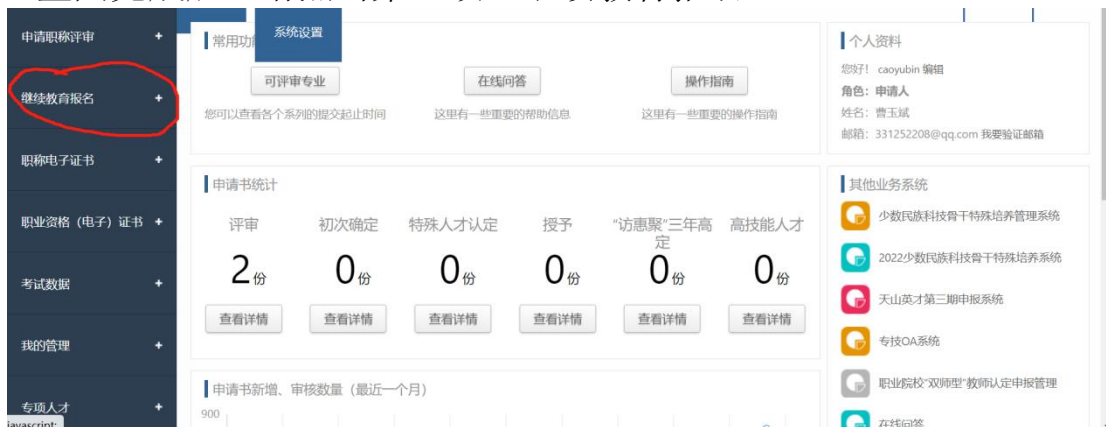 申请职称评审 +
继续教育报名 +
职称电子证书 +
职业资格（电子）证书 +
考试数据 +
我的管理 +
专项人才 +
javascript:
系统设置
常用功
可评审专业
在线问答
操作指南
您可以查看各个系列的提交起止时间
这里有一些重要的帮助信息
这里有一些重要的操作指南
申请书统计
评审
初次确定
特殊人才认定
授予
“访惠聚”三年高
定
高技能人才
2份
0份
0份
0份
0份
0份
查看详情
查看详情
查看详情
查看详情
查看详情
查看详情
申请书新增、审核数量（最近一个月）
900
个人资料
您好！ caoyubin 编辑
角色：申请人
姓名：曹玉斌
邮箱：331252208@qq.com 我要验证邮箱
其他业务系统
少数民族科技骨干特殊培养管理系统
2022少数民族科技骨干特殊培养系统
天山英才第三期申报系统
专技OA系统
职业院校“双师型”教师认定申报管理
在线问答